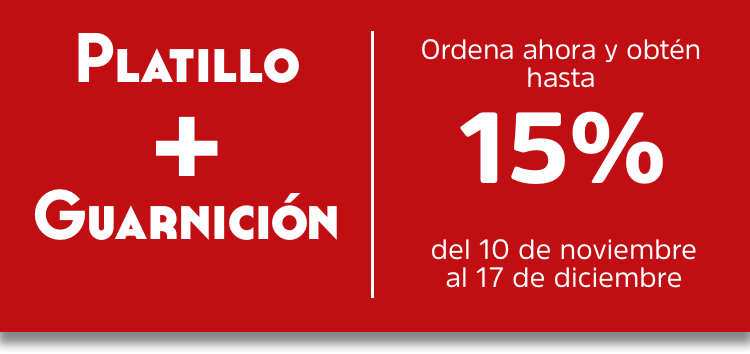 Platillo
+
Guarnición
Ordena ahora y obtén
hasta
15%
del 10 de noviembre
al 17 de diciembre